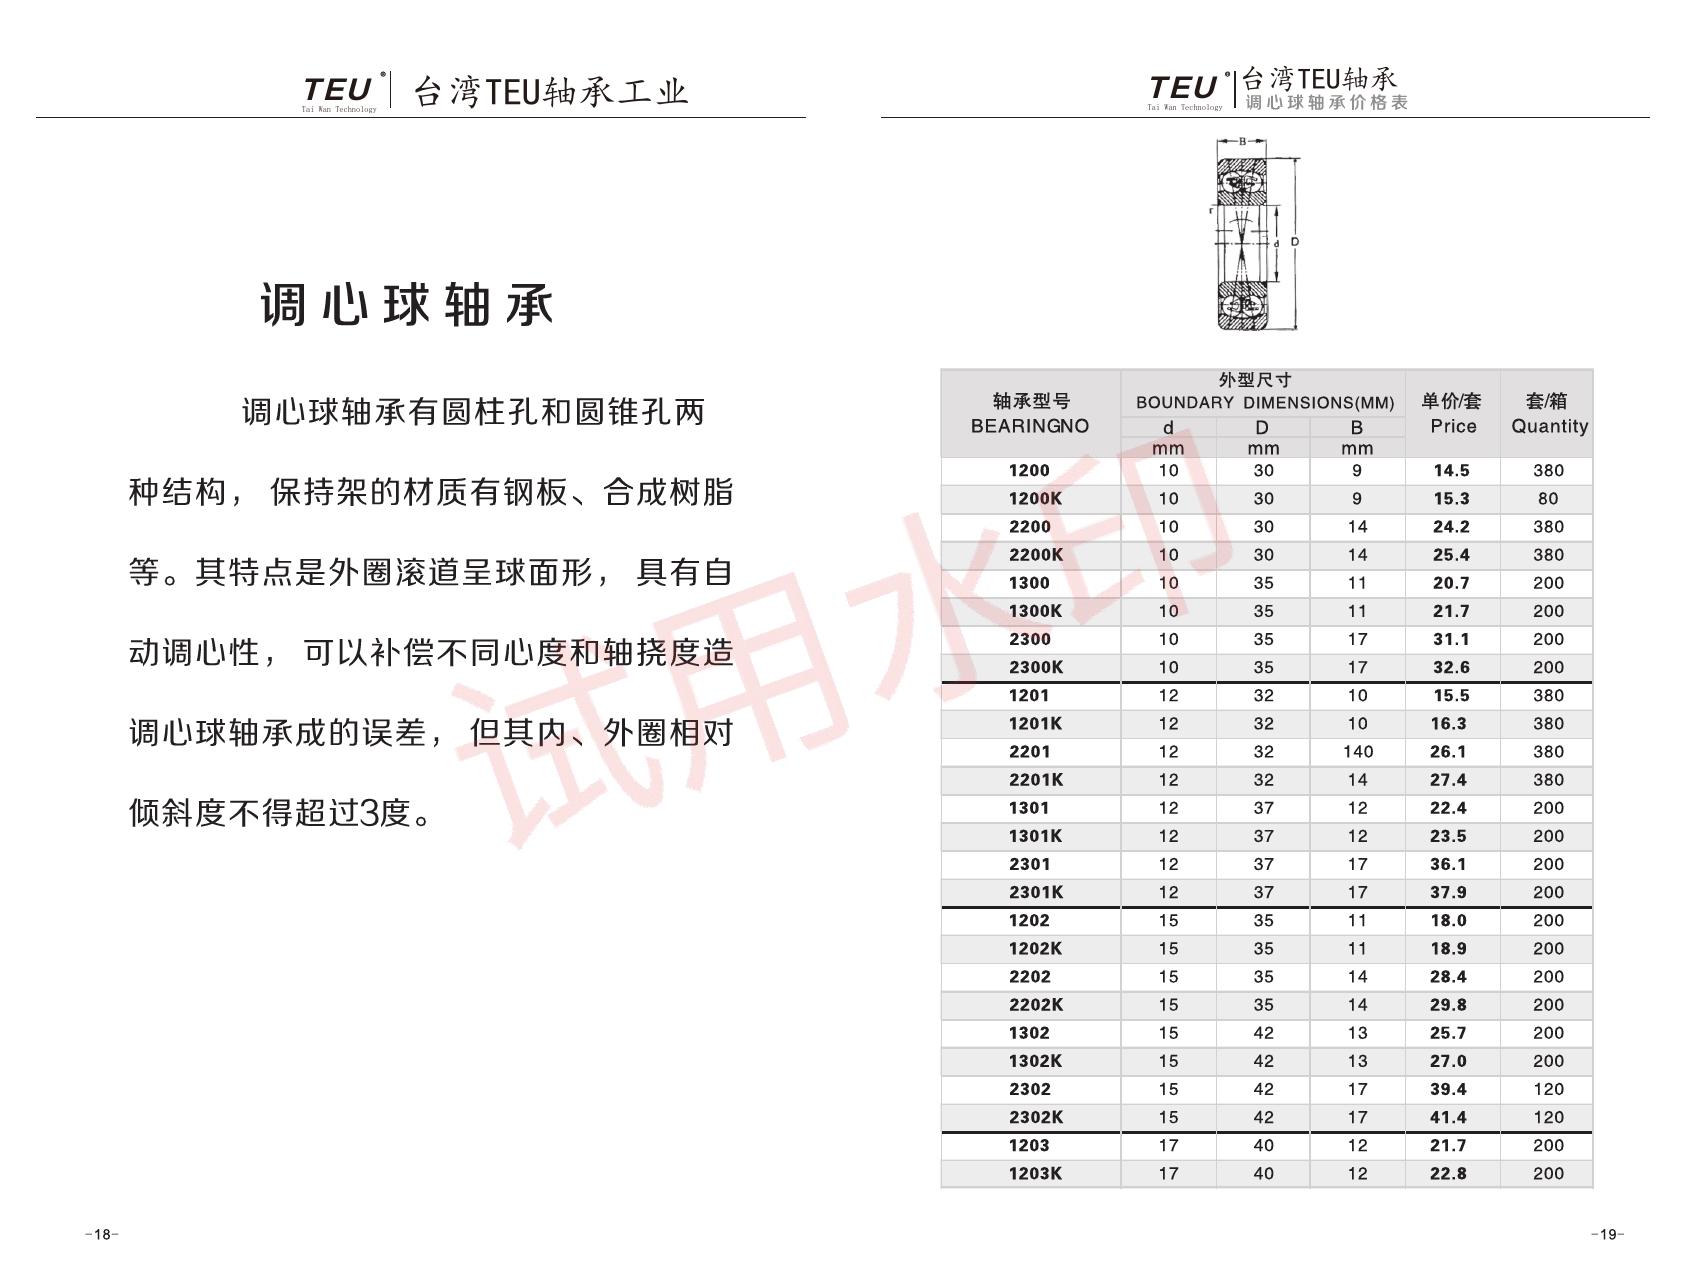 TEU®
Tai Wan Technology
台湾TEU轴承工业
调心球轴承
调心球轴承有圆柱孔和圆锥孔两
种结构， 保持架的材质有钢板、合成树脂
等。其特点是外圈滚道呈球面形， 具有自
动调心性， 可以补偿不同心度和轴挠度造
调心球轴承成的误差， 但其内、外圈相对
倾斜度不得超过3度。
-18-
TEU®
Tai Wan Technology
台湾TEU轴承
调心球轴承价格表
B
r
d
D
轴承型号 外型尺寸 单价/套 套/箱
BEARINGNO BOUNDARY DIMENSIONS(MM) Price Quantity
d D B
mm mm mm
1200 10 30 9 14.5 380
1200K 10 30 9 15.3 80
2200 10 30 14 24.2 380
2200K 10 30 14 25.4 380
1300 10 35 11 20.7 200
1300K 10 35 11 21.7 200
2300 10 35 17 31.1 200
2300K 10 35 17 32.6 200
1201 12 32 10 15.5 380
1201K 12 32 10 16.3 380
2201 12 32 140 26.1 380
2201K 12 32 14 27.4 380
1301 12 37 12 22.4 200
1301K 12 37 12 23.5 200
2301 12 37 17 36.1 200
2301K 12 37 17 37.9 200
1202 15 35 11 18.0 200
1202K 15 35 11 18.9 200
2202 15 35 14 28.4 200
2202K 15 35 14 29.8 200
1302 15 42 13 25.7 200
1302K 15 42 13 27.0 200
2302 15 42 17 39.4 120
2302K 15 42 17 41.4 120
1203 17 40 12 21.7 200
1203K 17 40 12 22.8 200
-19-
试用水印